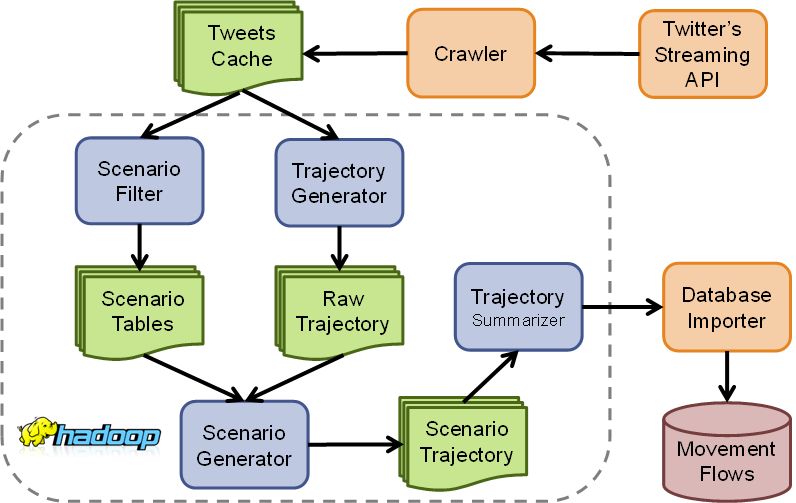 Tweets
Cache
Crawler
Twitter's
Streaming
API
Scenario
Filter
Trajectory
Generator
Scenario
Tables
Raw
Trajectory
Trajectory
Summarizer
Database
Importer
hadoop
Scenario
Generator
Scenario
Trajectory
Movement
Flows